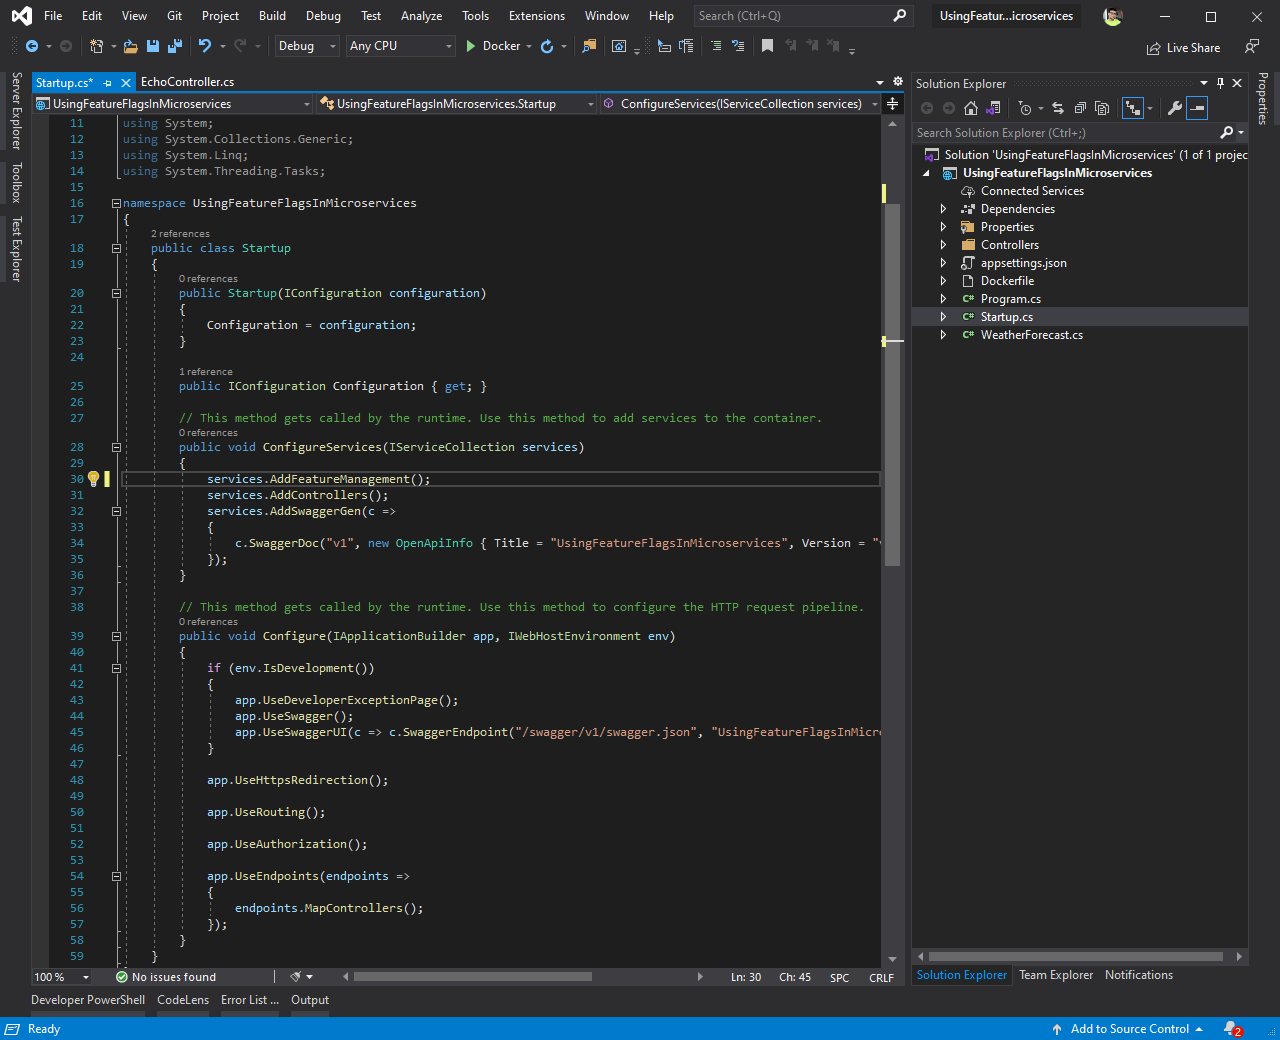 File Edit View Git Project Build Debug Test Analyze Tools Extensions Window Help Search (Ctrl+Q) UsingFeatur...icroservices
Debug Any CPU Docker Live Share
Server Explorer
Toolbox
Test Explorer
Startup.cs* EchoController.cs
UsingFeatureFlagsInMicroservices UsingFeatureFlagsInMicroservices.Startup ConfigureServices(IServiceCollection services)
11 using System;
12 using System.Collections.Generic;
13 using System.Linq;
14 using System.Threading.Tasks;
15
16 namespace UsingFeatureFlagsInMicroservices
17 {
2 references
18 public class Startup
19 {
0 references
20 public Startup(IConfiguration configuration)
21 {
22 Configuration = configuration;
23 }
24
1 reference
25 public IConfiguration Configuration { get; }
26
27 // This method gets called by the runtime. Use this method to add services to the container.
0 references
28 public void ConfigureServices(IServiceCollection services)
29 {
30 services.AddFeatureManagement();
31 services.AddControllers();
32 services.AddSwaggerGen(c =>
33 {
34 c.SwaggerDoc("v1", new OpenApiInfo { Title = "UsingFeatureFlagsInMicroservices", Version = "v
35 });
36 }
37
38 // This method gets called by the runtime. Use this method to configure the HTTP request pipeline.
0 references
39 public void Configure(IApplicationBuilder app, IWebHostEnvironment env)
40 {
41 if (env.IsDevelopment())
42 {
43 app.UseDeveloperExceptionPage();
44 app.UseSwagger();
45 app.UseSwaggerUI(c => c.SwaggerEndpoint("/swagger/v1/swagger.json", "UsingFeatureFlagsInMicro
46 }
47
48 app.UseHttpsRedirection();
49
50 app.UseRouting();
51
52 app.UseAuthorization();
53
54 app.UseEndpoints(endpoints =>
55 {
56 endpoints.MapControllers();
57 });
58 }
59 }
100 % No issues found Ln: 30 Ch: 45 SPC CRLF
Solution Explorer
Search Solution Explorer (Ctrl+;)
Solution 'UsingFeatureFlagsInMicroservices' (1 of 1 projec
UsingFeatureFlagsInMicroservices
Connected Services
Dependencies
Properties
Controllers
appsettings.json
Dockerfile
C# Program.cs
C# Startup.cs
C# WeatherForecast.cs
Solution Explorer Team Explorer Notifications
Properties
Developer PowerShell CodeLens Error List ... Output
Ready Add to Source Control 2